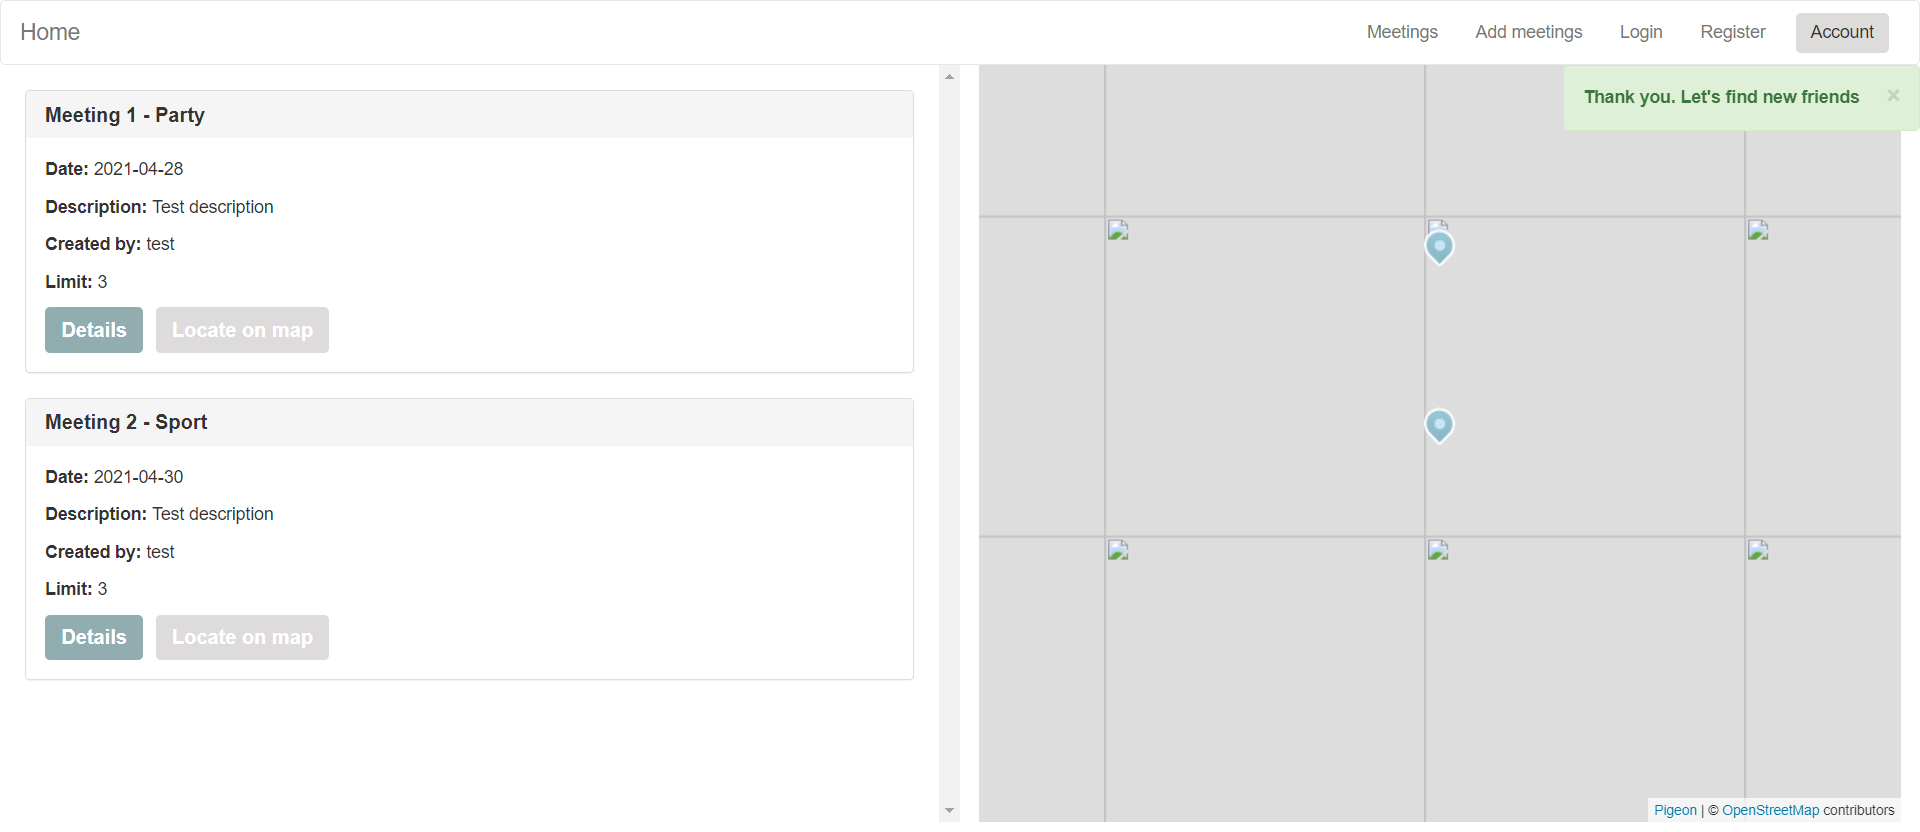 Home
Meetings
Add meetings
Login
Register
Account
Thank you. Let's find new friends
×
Meeting 1 - Party
Date: 2021-04-28
Description: Test description
Created by: test
Limit: 3
Details
Locate on map
Meeting 2 - Sport
Date: 2021-04-30
Description: Test description
Created by: test
Limit: 3
Details
Locate on map
Pigeon | © OpenStreetMap contributors